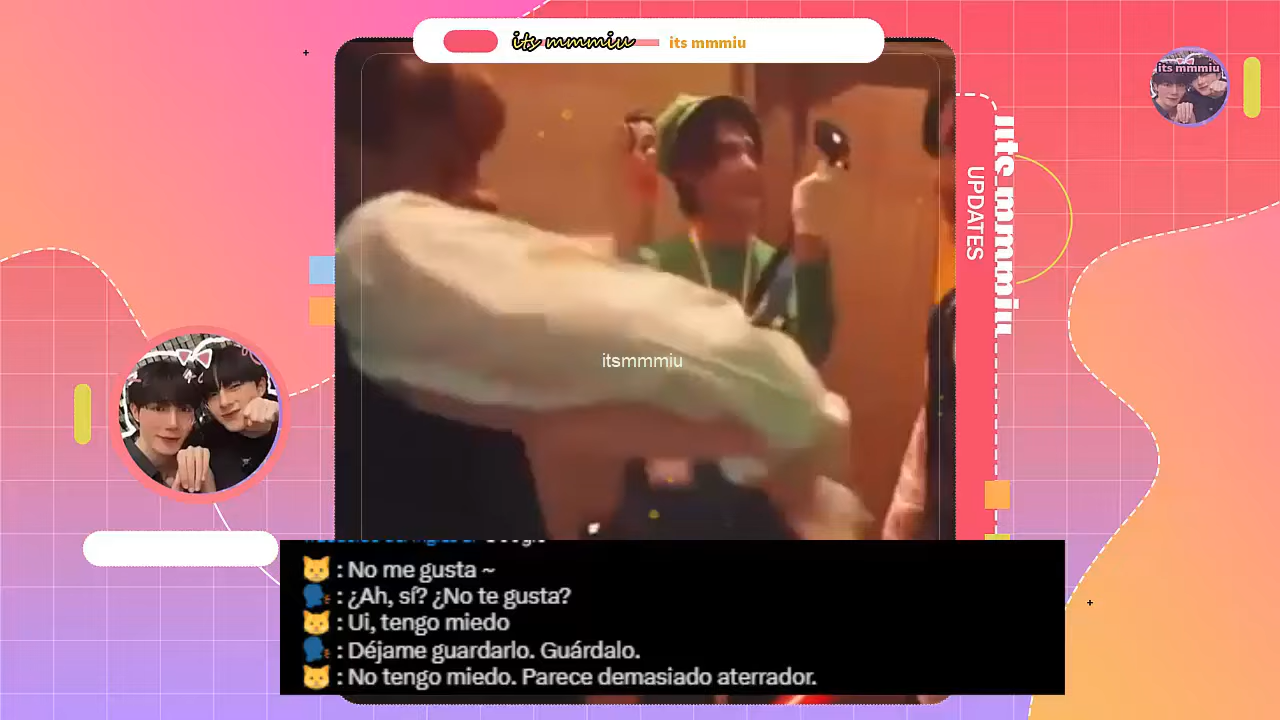 its mmmiu its mmmiu
its mmmiu
its mmmiu
UPDATES
itsmmmiu
😺 : No me gusta ~
🗣 : ¿Ah, sí? ¿No te gusta?
😺 : Ui, tengo miedo
🗣 : Déjame guardarlo. Guárdalo.
😺 : No tengo miedo. Parece demasiado aterrador.